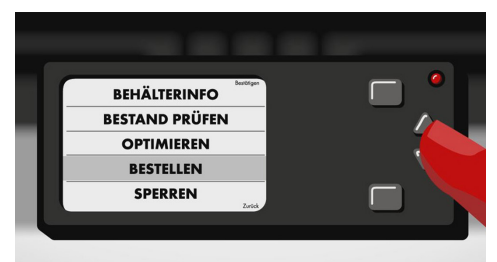 Bestätigen
BEHÄLTERINFO
BESTAND PRÜFEN
OPTIMIEREN
BESTELLEN
SPERREN
Zurück